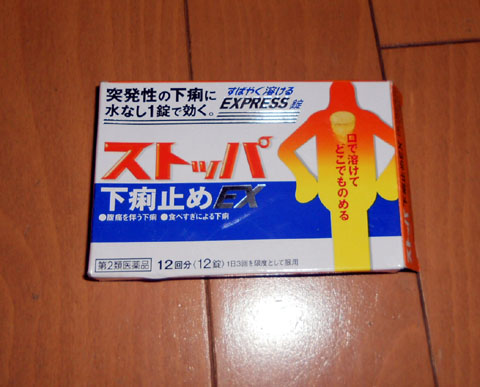 突発性の下痢に
水なし1錠で効く。
すばやく溶ける
EXPRESS錠
ストッパ
下痢止めEX
●腹痛を伴う下痢 ●食べすぎによる下痢
口で溶けて
どこでものめる
第2類医薬品 12回分(12錠) 1日3回を限度として服用